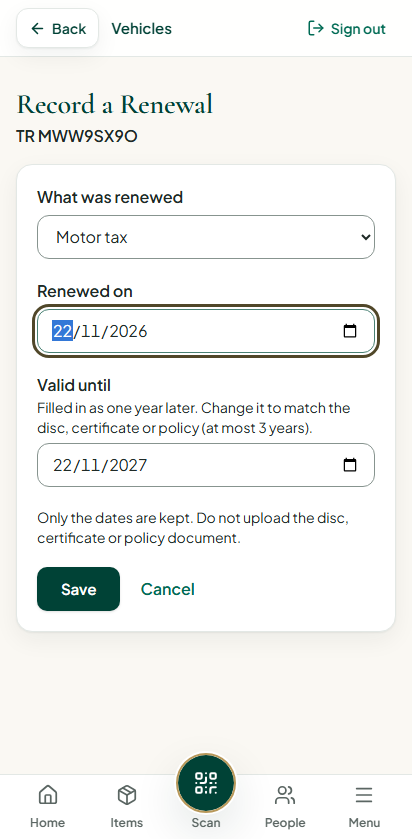 Back
Vehicles
Sign out
Record a Renewal
TR MWW9SX9O
What was renewed
Motor tax
Renewed on
22/11/2026
Valid until
Filled in as one year later. Change it to match the
disc, certificate or policy (at most 3 years).
22/11/2027
Only the dates are kept. Do not upload the disc,
certificate or policy document.
Save
Cancel
Home
Items
Scan
People
Menu